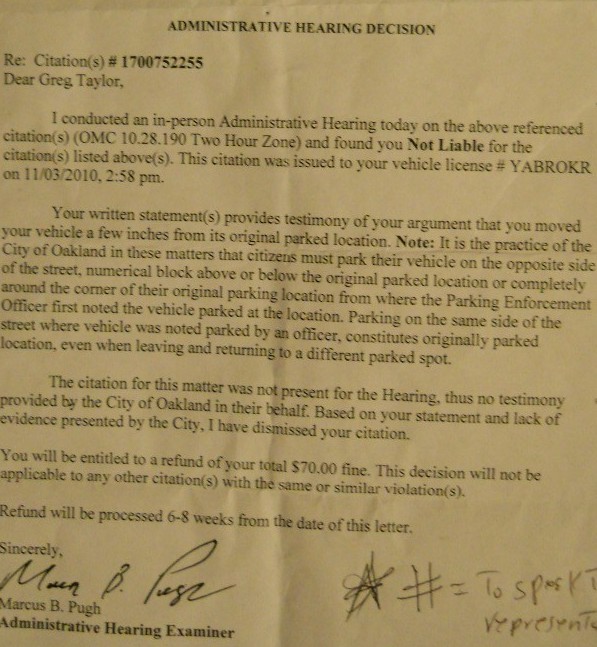 ADMINISTRATIVE HEARING DECISION
Re: Citation(s) # 1700752255
Dear Greg Taylor,
I conducted an in-person Administrative Hearing today on the above referenced
citation(s) (OMC 10.28.190 Two Hour Zone) and found you Not Liable for the
citation(s) listed above(s). This citation was issued to your vehicle license # YABROKR
on 11/03/2010, 2:58 pm.
Your written statement(s) provides testimony of your argument that you moved
your vehicle a few inches from its original parked location. Note: It is the practice of the
City of Oakland in these matters that citizens must park their vehicle on the opposite side
of the street, numerical block above or below the original parked location or completely
around the corner of their original parking location from where the Parking Enforcement
Officer first noted the vehicle parked at the location. Parking on the same side of the
street where vehicle was noted parked by an officer, constitutes originally parked
location, even when leaving and returning to a different parked spot.
The citation for this matter was not present for the Hearing, thus no testimony
provided by the City of Oakland in their behalf. Based on your statement and lack of
evidence presented by the City, I have dismissed your citation.
You will be entitled to a refund of your total $70.00 fine. This decision will not be
applicable to any other citation(s) with the same or similar violation(s).
Refund will be processed 6-8 weeks from the date of this letter.
Sincerely,
Marcus B. Pugh
Marcus B. Pugh
Administrative Hearing Examiner
# = To speak T
represent